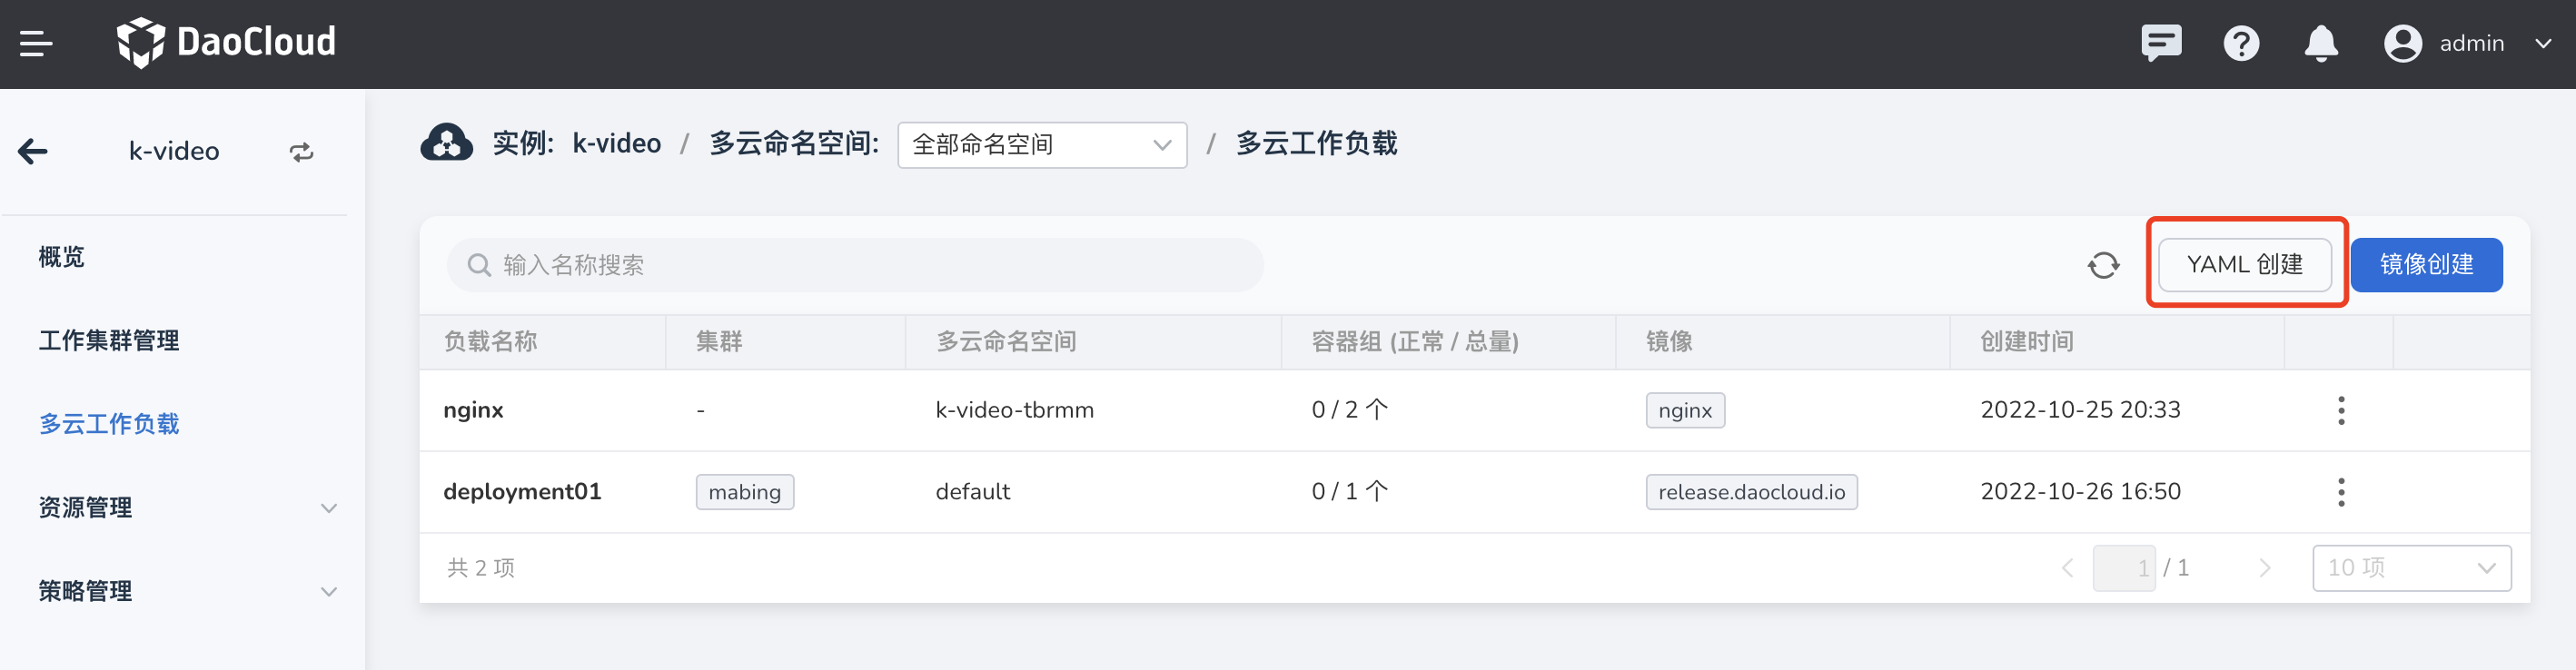 DaoCloud
admin
k-video
实例: k-video / 多云命名空间: 全部命名空间 / 多云工作负载
概览
工作集群管理
多云工作负载
资源管理
策略管理
输入名称搜索
YAML 创建
镜像创建
负载名称 集群 多云命名空间 容器组 (正常 / 总量) 镜像 创建时间
nginx - k-video-tbrmm 0 / 2 个 nginx 2022-10-25 20:33
deployment01 mabing default 0 / 1 个 release.daocloud.io 2022-10-26 16:50
共 2 项 1 / 1 10 项